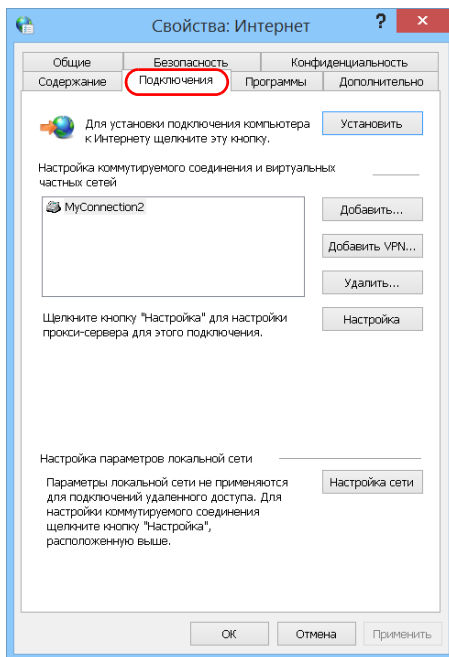 Свойства: Интернет
?
×
Общие Безопасность Конфиденциальность
Содержание Подключения Программы Дополнительно
Для установки подключения компьютера
к Интернету щелкните эту кнопку.
Установить
Настройка коммутируемого соединения и виртуальных
частных сетей
MyConnection2
Добавить...
Добавить VPN...
Удалить...
Щелкните кнопку "Настройка" для настройки
прокси-сервера для этого подключения.
Настройка
Настройка параметров локальной сети
Параметры локальной сети не применяются
для подключений удаленного доступа. Для
настройки коммутируемого соединения
щелкните кнопку "Настройка",
расположенную выше.
Настройка сети
ОК Отмена Применить